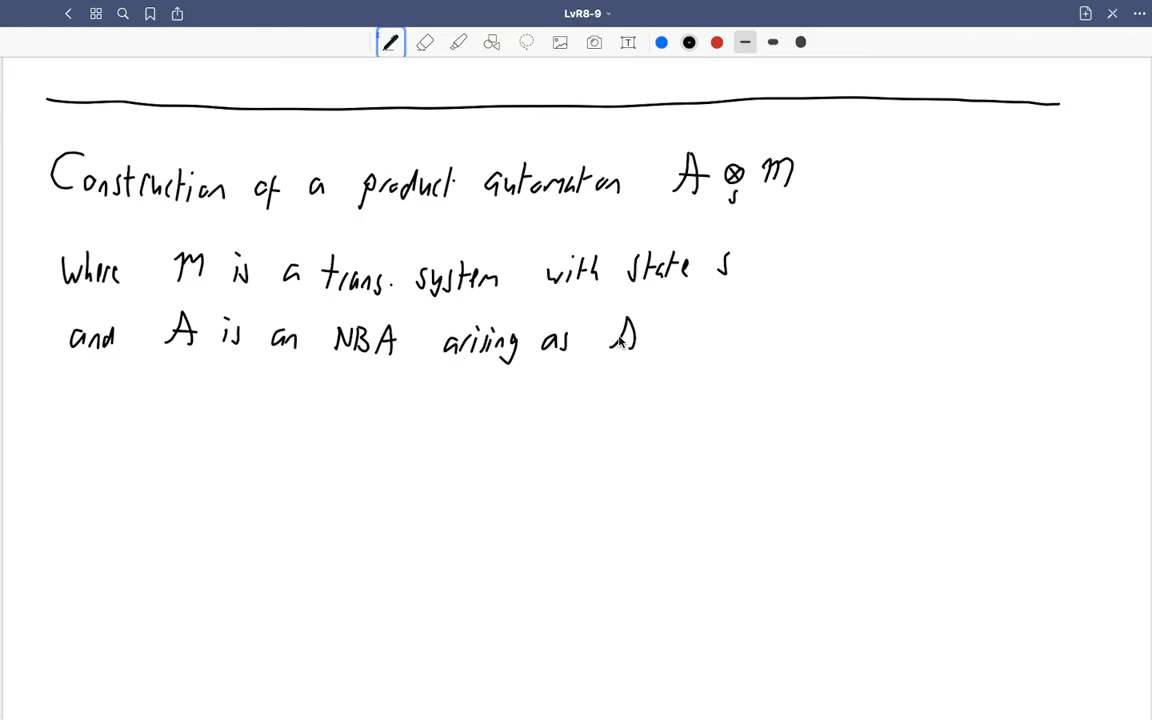 LvR8-9
Construction of a product automaton A ⊗ₛ M
Where M is a trans. system with state s
and A is an NBA arising as A